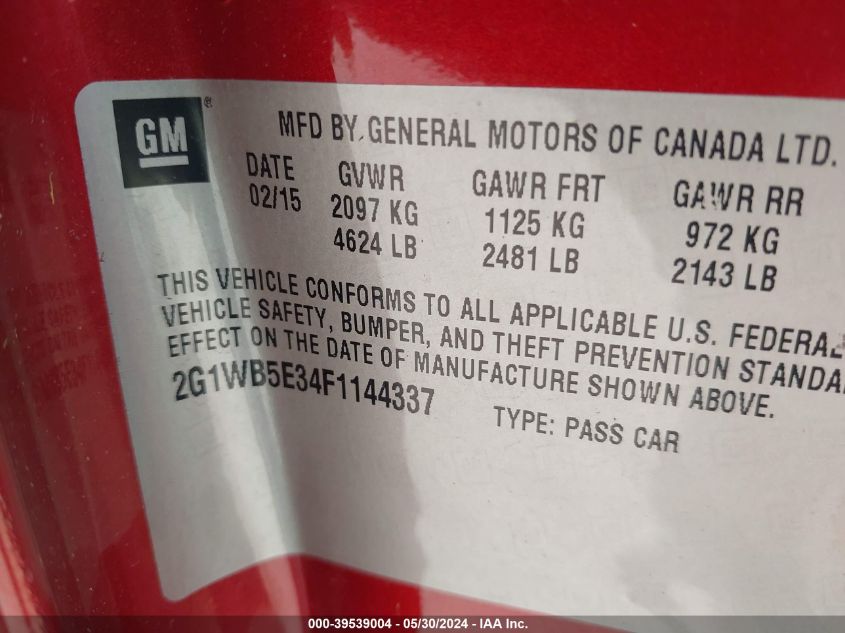 GM ®
MFD BY GENERAL MOTORS OF CANADA LTD.
DATE GVWR GAWR FRT GAWR RR
02/15 2097 KG 1125 KG 972 KG
4624 LB 2481 LB 2143 LB
THIS VEHICLE CONFORMS TO ALL APPLICABLE U.S. FEDERAL
VEHICLE SAFETY, BUMPER, AND THEFT PREVENTION STANDA
EFFECT ON THE DATE OF MANUFACTURE SHOWN ABOVE.
2G1WB5E34F1144337 TYPE: PASS CAR
000-39539004 - 05/30/2024 - IAA Inc.